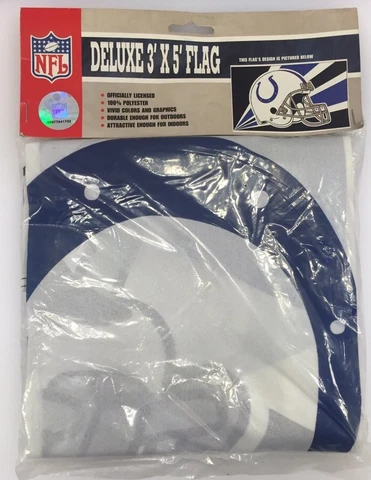 NFL
DELUXE 3' X 5' FLAG
THIS FLAG'S DESIGN IS PICTURED BELOW
• OFFICIALLY LICENSED
• 100% POLYESTER
• VIVID COLORS AND GRAPHICS
• DURABLE ENOUGH FOR OUTDOORS
• ATTRACTIVE ENOUGH FOR INDOORS